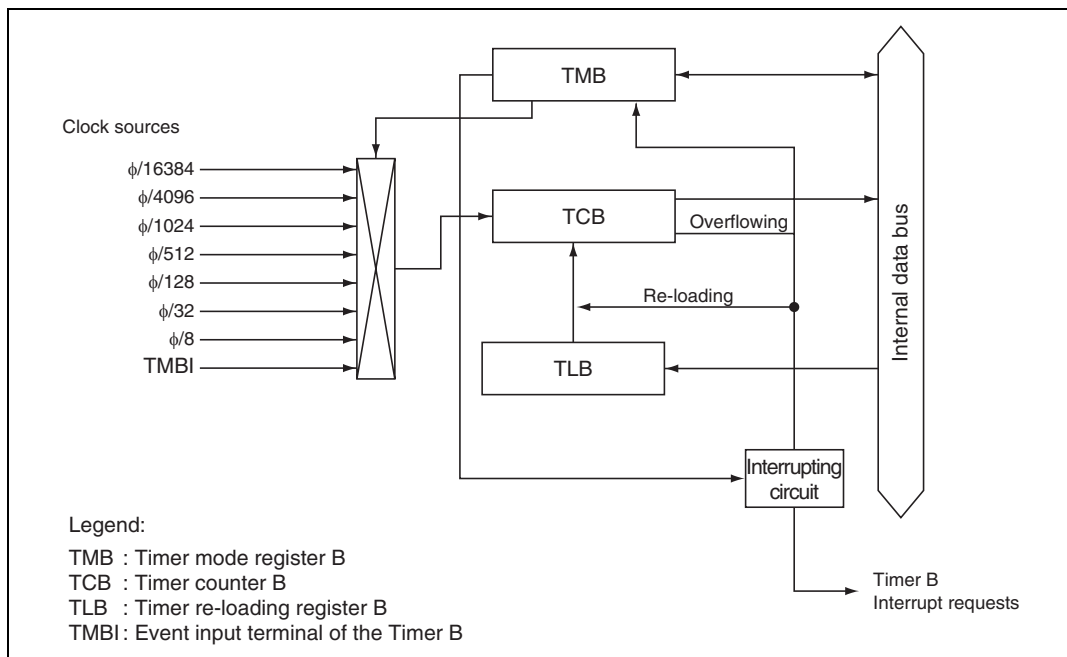 TMB
Clock sources
ϕ/16384
ϕ/4096
ϕ/1024
ϕ/512
ϕ/128
ϕ/32
ϕ/8
TMBI
TCB
Overflowing
Re-loading
TLB
Interrupting
circuit
Internal data bus
Timer B
Interrupt requests
Legend:
TMB : Timer mode register B
TCB : Timer counter B
TLB : Timer re-loading register B
TMBI : Event input terminal of the Timer B